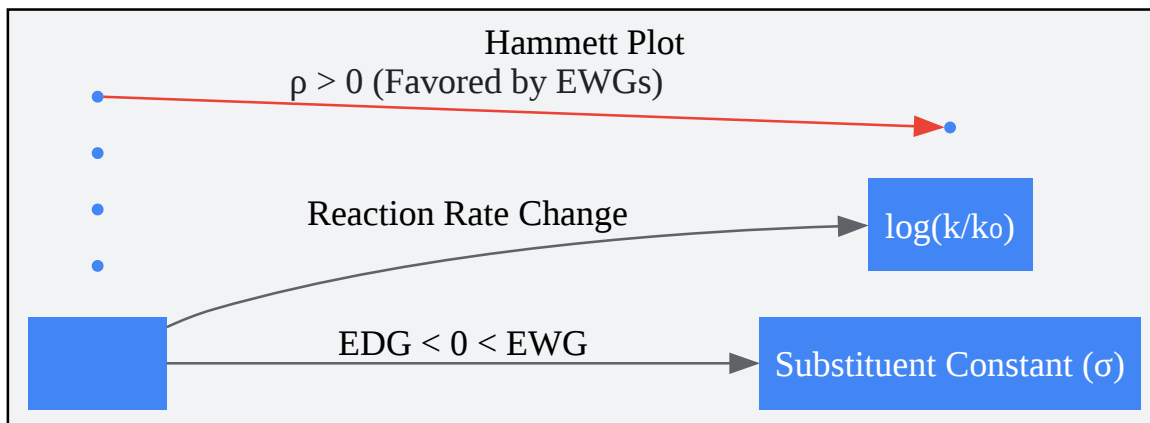 Hammett Plot
ρ > 0 (Favored by EWGs)
Reaction Rate Change
log(k/k₀)
EDG < 0 < EWG
Substituent Constant (σ)